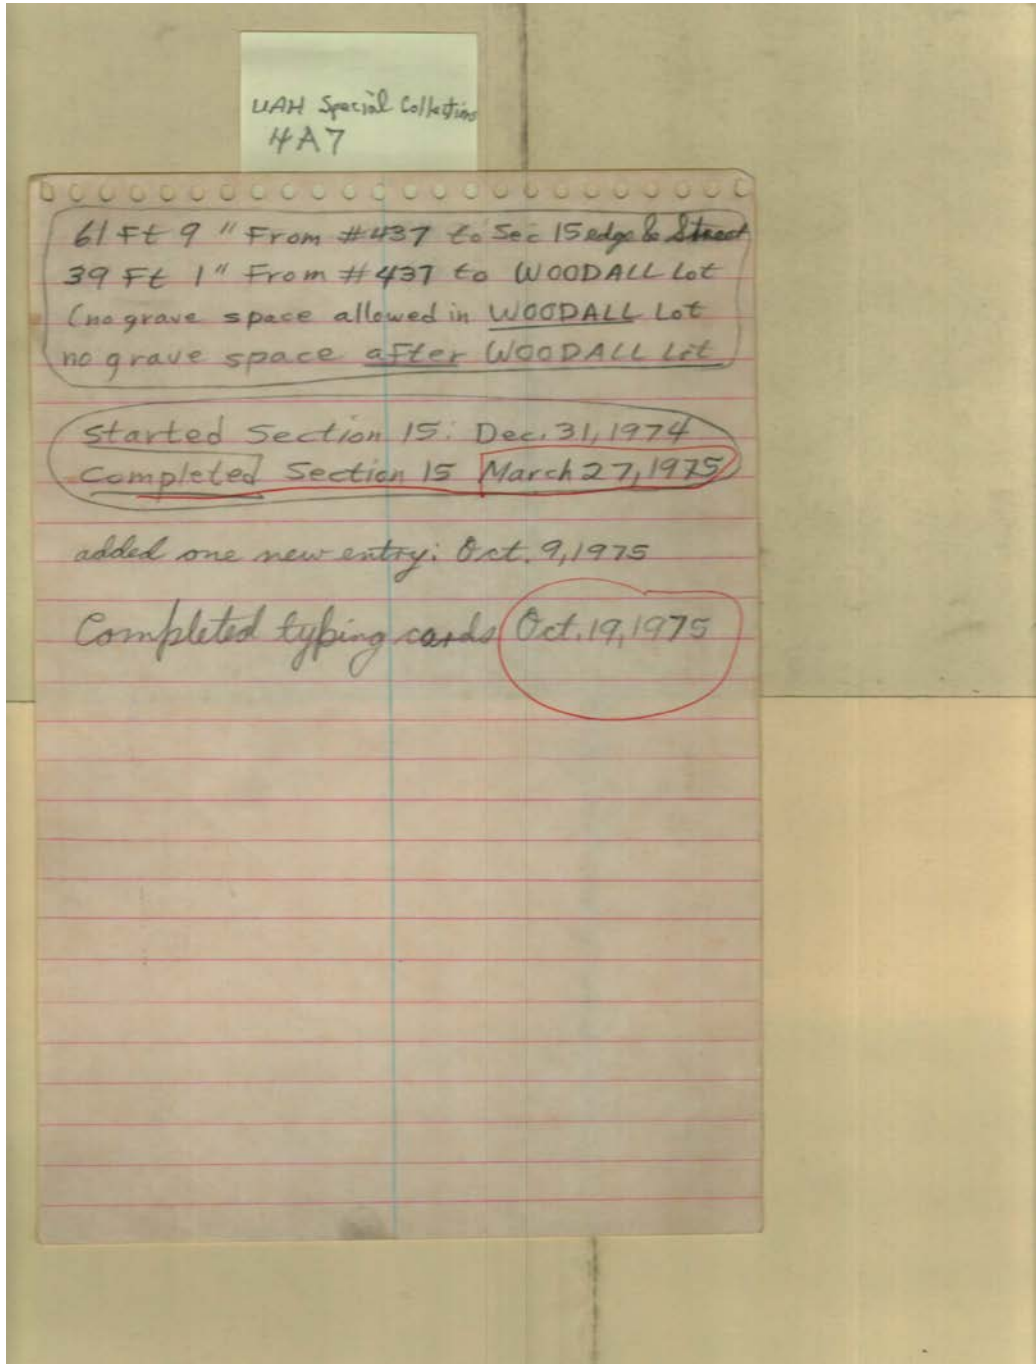 UAH Special Collections
4A7
61 Ft 9 " From #437 to Sec 15 edge & Street
39 Ft 1" From #437 to WOODALL Lot
(no grave space allowed in WOODALL Lot
no grave space after WOODALL Lot
Started Section 15: Dec. 31, 1974
Completed Section 15 March 27, 1975
added one new entry: Oct. 9, 1975
Completed typing cards Oct. 19, 1975